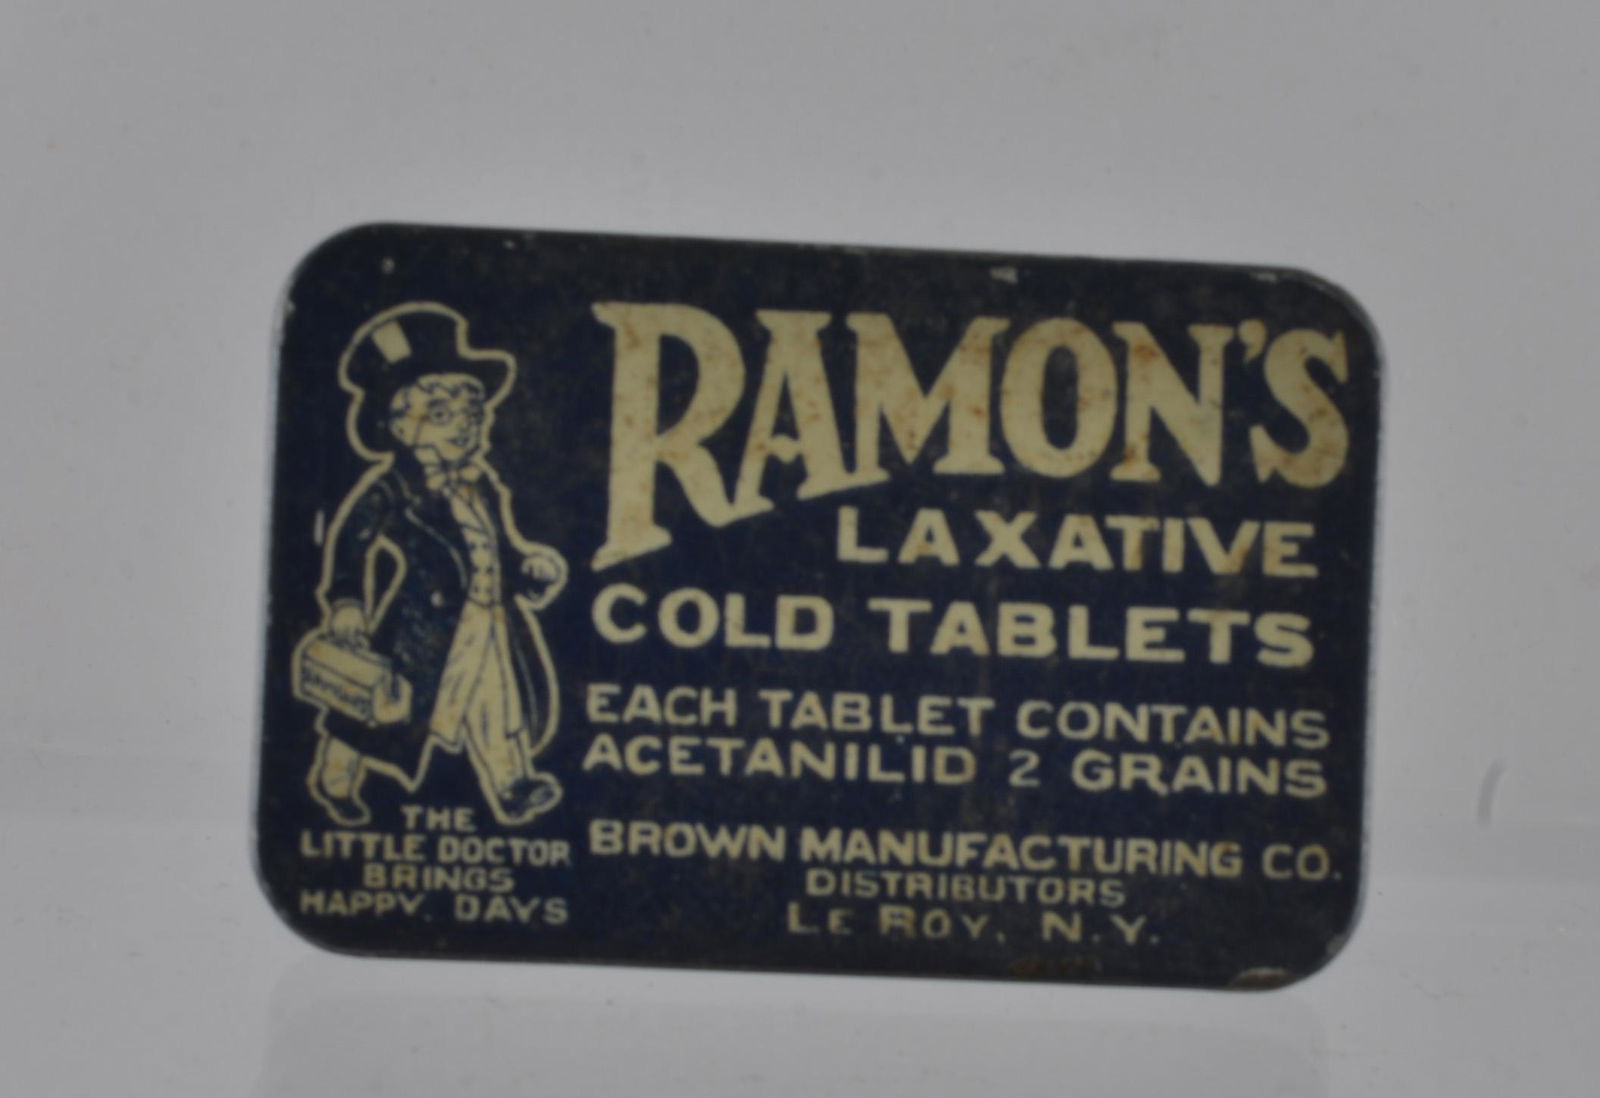 RAMON'S
LAXATIVE
COLD TABLETS
EACH TABLET CONTAINS
ACETANILID 2 GRAINS
BROWN MANUFACTURING CO.
DISTRIBUTORS
LE ROY, N.Y.
RAMON'S
THE
LITTLE DOCTOR
BRINGS
HAPPY DAYS